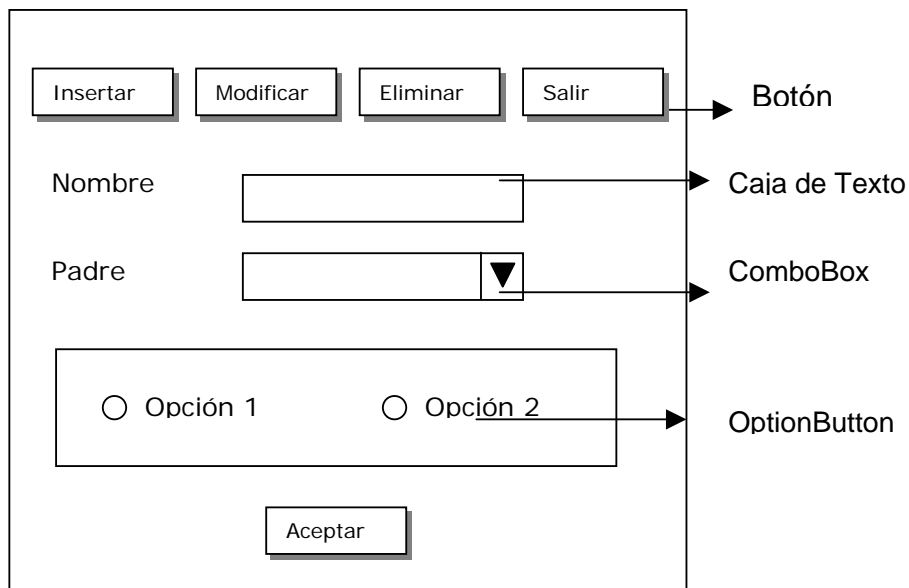 Insertar Modificar Eliminar Salir Botón
Nombre Caja de Texto
Padre ComboBox
Opción 1 Opción 2 OptionButton
Aceptar